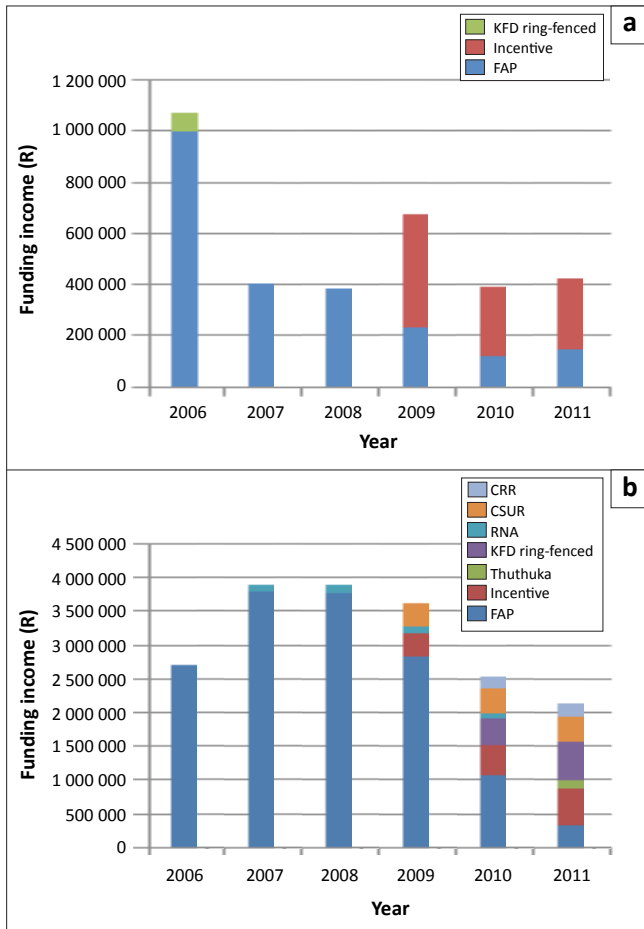 a
KFD ring-fenced
Incentive
FAP
1 200 000
1 000 000
800 000
600 000
400 000
200 000
0
Funding income (R)
2006 2007 2008 2009 2010 2011
Year
b
CRR
CSUR
RNA
KFD ring-fenced
Thuthuka
Incentive
FAP
4 500 000
4 000 000
3 500 000
3 000 000
2 500 000
2 000 000
1 500 000
1 000 000
500 000
0
Funding income (R)
2006 2007 2008 2009 2010 2011
Year